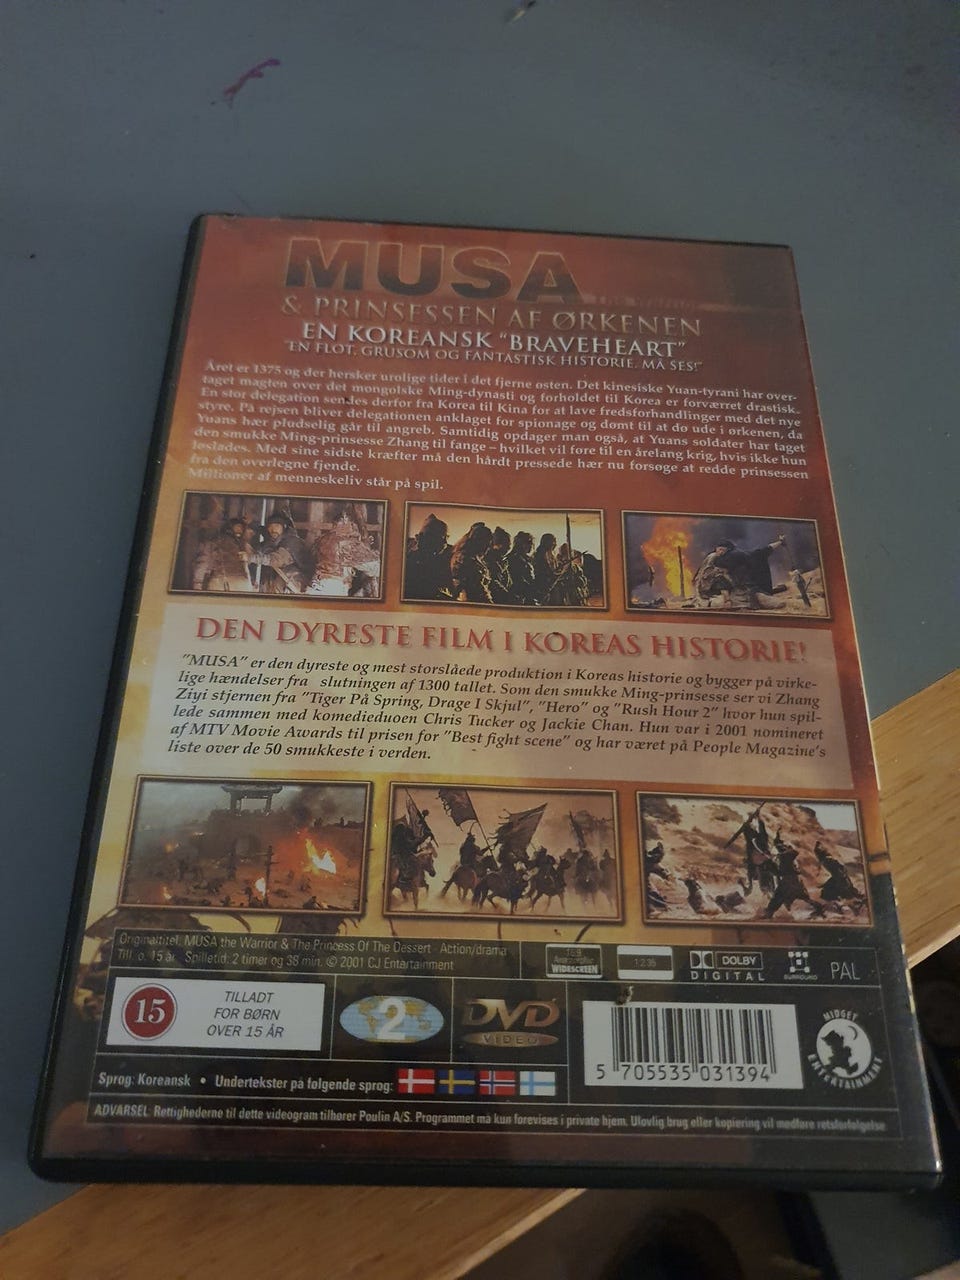 MUSA
THE WARRIOR
& PRINSESSEN AF ØRKENEN
EN KOREANSK "BRAVEHEART"
"EN FLOT, GRUSOM OG FANTASTISK HISTORIE. MÅ SES!"
Året er 1375 og der hersker urolige tider i det fjerne østen. Det kinesiske Yuan-tyrani har over-
taget magten over det mongolske Ming-dynasti og forholdet til Korea er forværret drastisk.
En stor delegation sendes derfor fra Korea til Kina for at lave fredsforhandlinger med det nye
styre. På rejsen bliver delegationen anklaget for spionage og dømt til at dø ude i ørkenen, da
Yuans hær pludselig går til angreb. Samtidig opdager man også, at Yuans soldater har taget
den smukke Ming-prinsesse Zhang til fange – hvilket vil føre til en årelang krig, hvis ikke hun
løslades. Med sine sidste kræfter må den hårdt pressede hær nu forsøge at redde prinsessen
fra den overlegne fjende.
Millioner af menneskeliv står på spil.
DEN DYRESTE FILM I KOREAS HISTORIE!
"MUSA" er den dyreste og mest storslåede produktion i Koreas historie og bygger på virke-
lige hændelser fra slutningen af 1300 tallet. Som den smukke Ming-prinsesse ser vi Zhang
Ziyi stjernen fra "Tiger På Spring, Drage I Skjul", "Hero" og "Rush Hour 2" hvor hun spil-
lede sammen med komedieduoen Chris Tucker og Jackie Chan. Hun var i 2001 nomineret
af MTV Movie Awards til prisen for "Best fight scene" og har været på People Magazine's
liste over de 50 smukkeste i verden.
Originaltitel: MUSA the Warrior & The Princess Of The Dessert - Action/drama
Till. o. 15 år. Spilletid: 2 timer og 36 min. © 2001 CJ Entertainment
16:9
Anamorphic
WIDESCREEN
1:2.35
DOLBY
DIGITAL
SURROUND
PAL
15
TILLADT
FOR BØRN
OVER 15 ÅR
2
DVD
VIDEO
5 705535 031394
MIDGET
ENTERTAINMENT
Sprog: Koreansk • Undertekster på følgende sprog:
ADVARSEL: Rettighederne til dette videogram tilhører Poulin A/S. Programmet må kun forevises i private hjem. Ulovlig brug eller kopiering vil medføre retsforfølgelse.